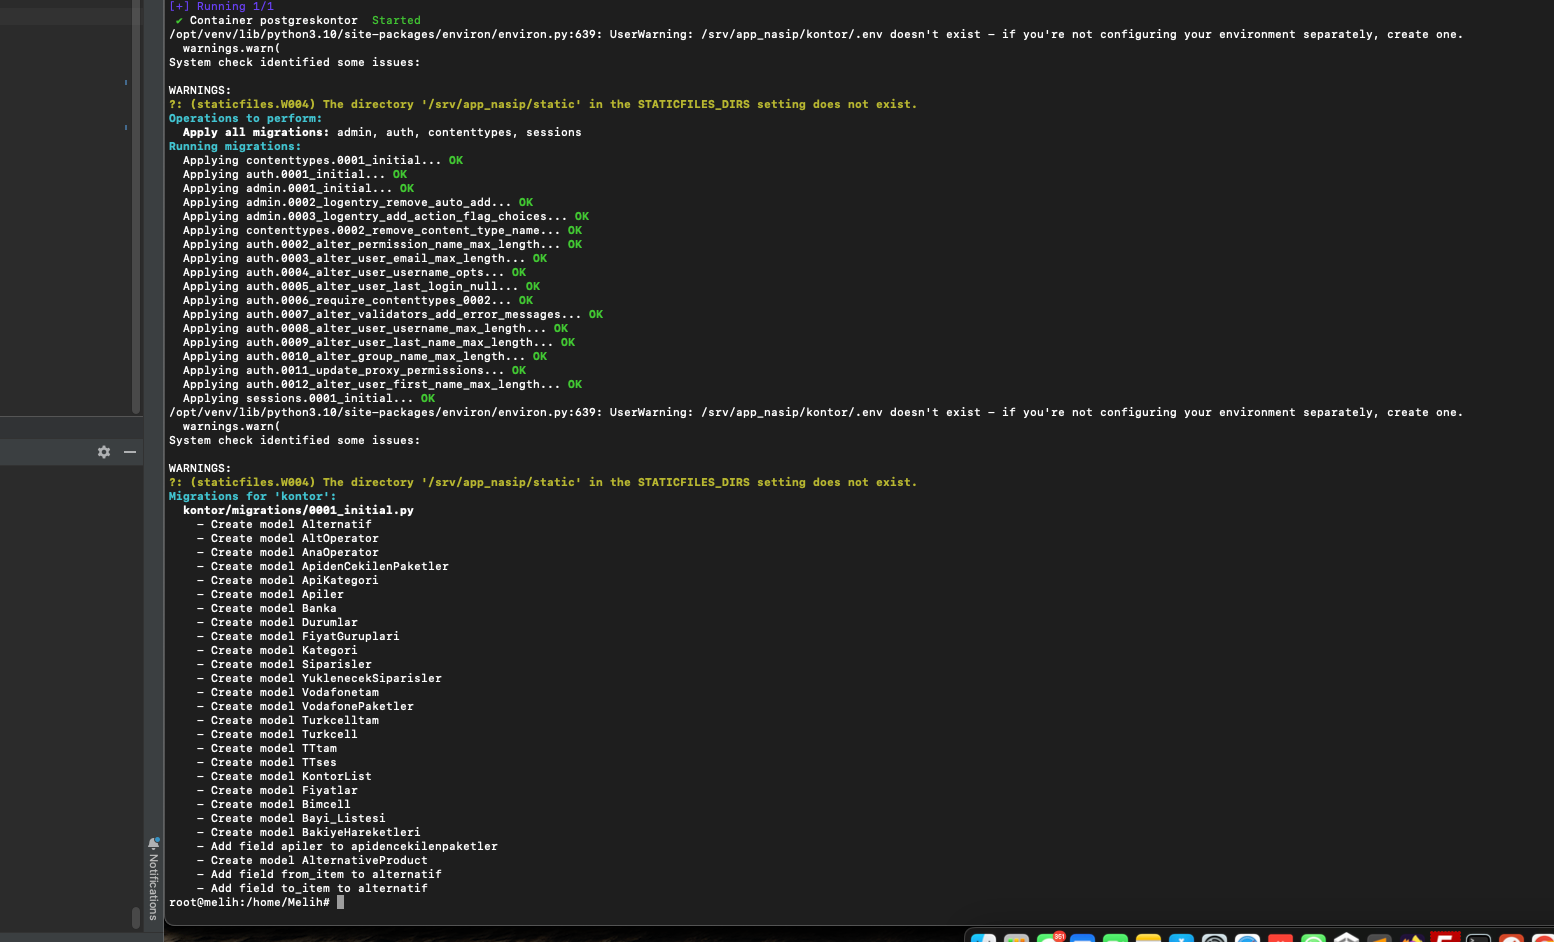 [+] Running 1/1
✔ Container postgreskontor  Started
/opt/venv/lib/python3.10/site-packages/environ/environ.py:639: UserWarning: /srv/app_nasip/kontor/.env doesn't exist - if you're not configuring your environment separately, create one.
  warnings.warn(
System check identified some issues:
WARNINGS:
?: (staticfiles.W004) The directory '/srv/app_nasip/static' in the STATICFILES_DIRS setting does not exist.
Operations to perform:
  Apply all migrations: admin, auth, contenttypes, sessions
Running migrations:
  Applying contenttypes.0001_initial... OK
  Applying auth.0001_initial... OK
  Applying admin.0001_initial... OK
  Applying admin.0002_logentry_remove_auto_add... OK
  Applying admin.0003_logentry_add_action_flag_choices... OK
  Applying contenttypes.0002_remove_content_type_name... OK
  Applying auth.0002_alter_permission_name_max_length... OK
  Applying auth.0003_alter_user_email_max_length... OK
  Applying auth.0004_alter_user_username_opts... OK
  Applying auth.0005_alter_user_last_login_null... OK
  Applying auth.0006_require_contenttypes_0002... OK
  Applying auth.0007_alter_validators_add_error_messages... OK
  Applying auth.0008_alter_user_username_max_length... OK
  Applying auth.0009_alter_user_last_name_max_length... OK
  Applying auth.0010_alter_group_name_max_length... OK
  Applying auth.0011_update_proxy_permissions... OK
  Applying auth.0012_alter_user_first_name_max_length... OK
  Applying sessions.0001_initial... OK
/opt/venv/lib/python3.10/site-packages/environ/environ.py:639: UserWarning: /srv/app_nasip/kontor/.env doesn't exist - if you're not configuring your environment separately, create one.
  warnings.warn(
System check identified some issues:
WARNINGS:
?: (staticfiles.W004) The directory '/srv/app_nasip/static' in the STATICFILES_DIRS setting does not exist.
Migrations for 'kontor':
  kontor/migrations/0001_initial.py
    - Create model Alternatif
    - Create model AltOperator
    - Create model AnaOperator
    - Create model ApidenCekilenPaketler
    - Create model ApiKategori
    - Create model Apiler
    - Create model Banka
    - Create model Durumlar
    - Create model FiyatGuruplari
    - Create model Kategori
    - Create model Siparisler
    - Create model YuklenecekSiparisler
    - Create model Vodafonetam
    - Create model VodafonePaketler
    - Create model Turkcelltam
    - Create model Turkcell
    - Create model TTtam
    - Create model TTses
    - Create model KontorList
    - Create model Fiyatlar
    - Create model Bimcell
    - Create model Bayi_Listesi
    - Create model BakiyeHareketleri
    - Add field apiler to apidencekilenpaketler
    - Create model AlternativeProduct
    - Add field from_item to alternatif
    - Add field to_item to alternatif
root@melih:/home/Melih#
Notifications